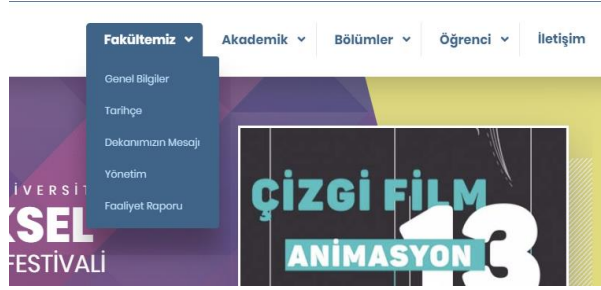 Fakültemiz Akademik Bölümler Öğrenci İletişim
Genel Bilgiler
Tarihçe
Dekanımızın Mesajı
Yönetim
Faaliyet Raporu
İVERSİT
KSEL
FESTİVALİ
ÇİZGİ FİLM
13
ANİMASYON